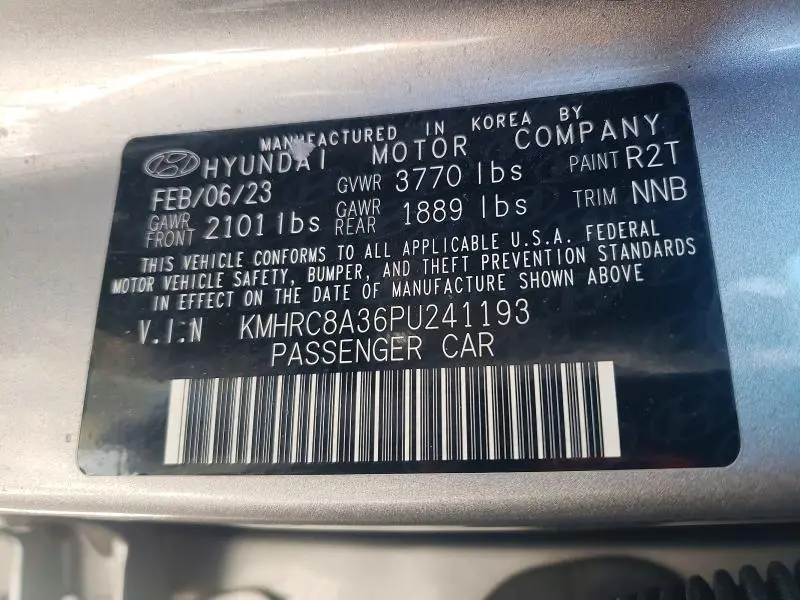 MANUFACTURED IN KOREA BY
HYUNDAI MOTOR COMPANY
FEB/06/23 GVWR 3770 lbs PAINT R2T
GAWR FRONT 2101 lbs GAWR REAR 1889 lbs TRIM NNB
THIS VEHICLE CONFORMS TO ALL APPLICABLE U.S.A. FEDERAL
MOTOR VEHICLE SAFETY, BUMPER, AND THEFT PREVENTION STANDARDS
IN EFFECT ON THE DATE OF MANUFACTURE SHOWN ABOVE
V.I:N KMHRC8A36PU241193
PASSENGER CAR